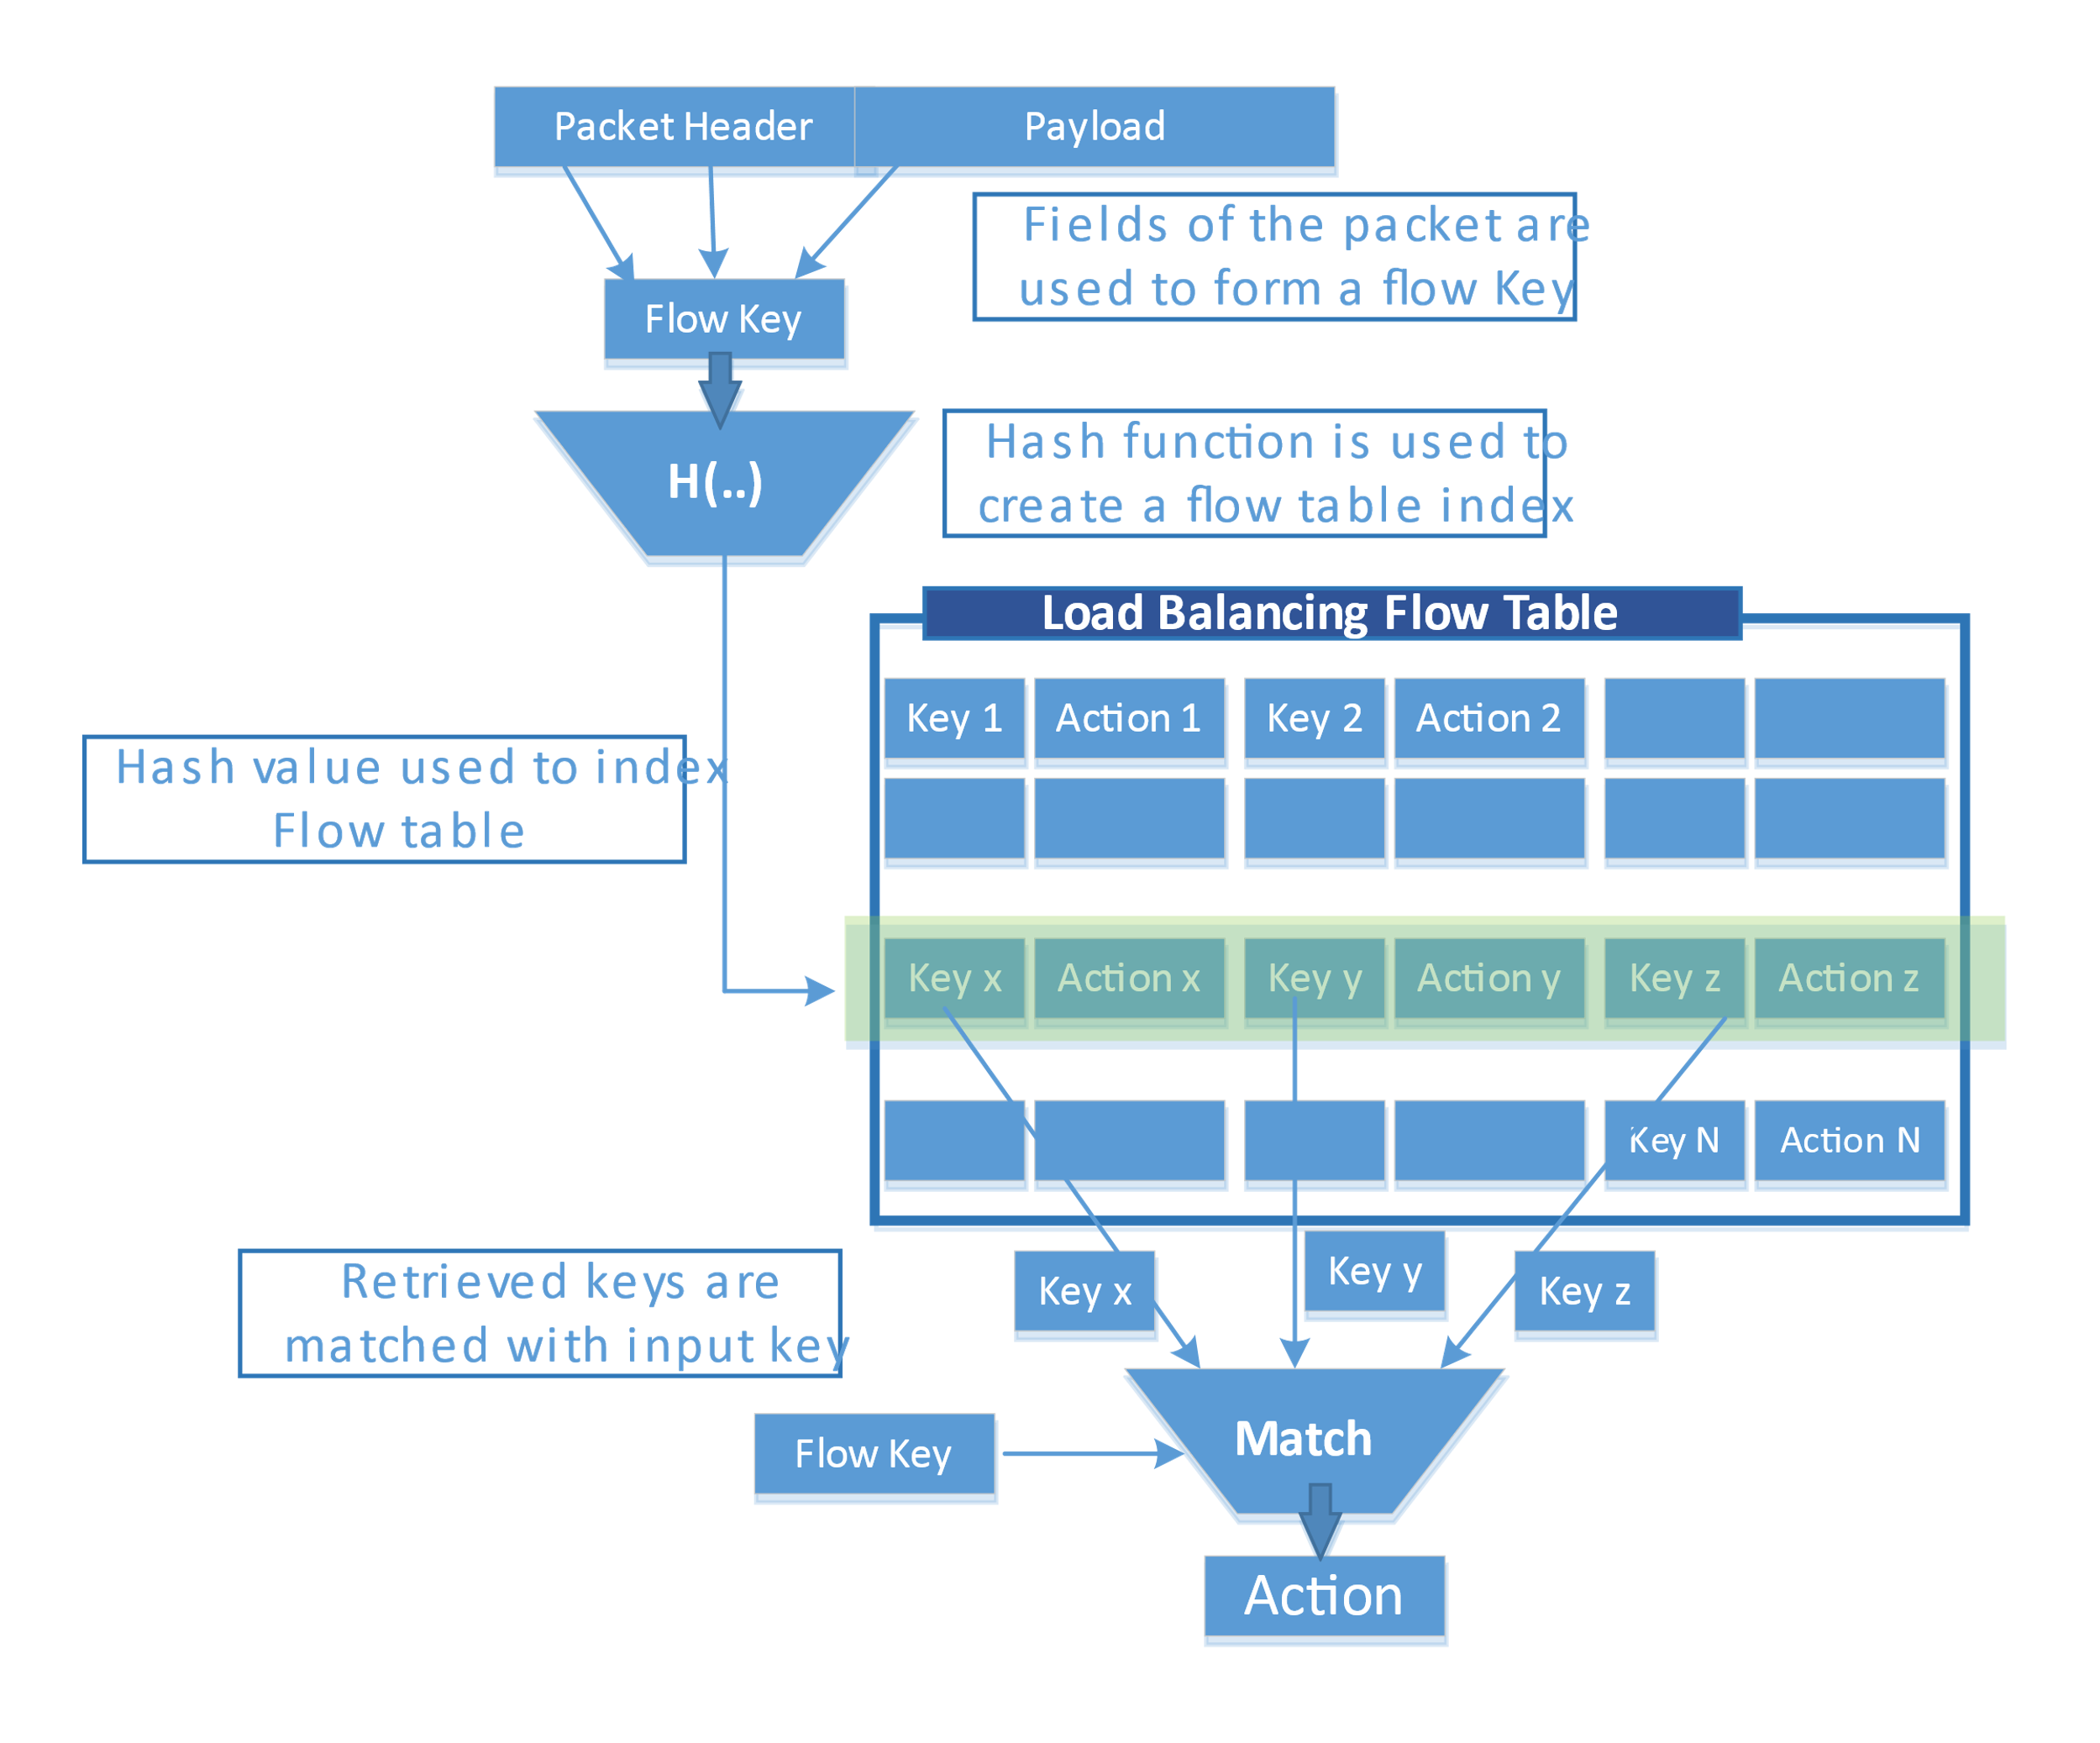 Packet Header
Payload
Fields of the packet are
used to form a flow Key
Flow Key
Hash function is used to
create a flow table index
H(..)
Load Balancing Flow Table
Key 1
Action 1
Key 2
Action 2
Hash value used to index
Flow table
Key x
Action x
Key y
Action y
Key z
Action z
Key N
Action N
Retrieved keys are
matched with input key
Key x
Key y
Key z
Flow Key
Match
Action